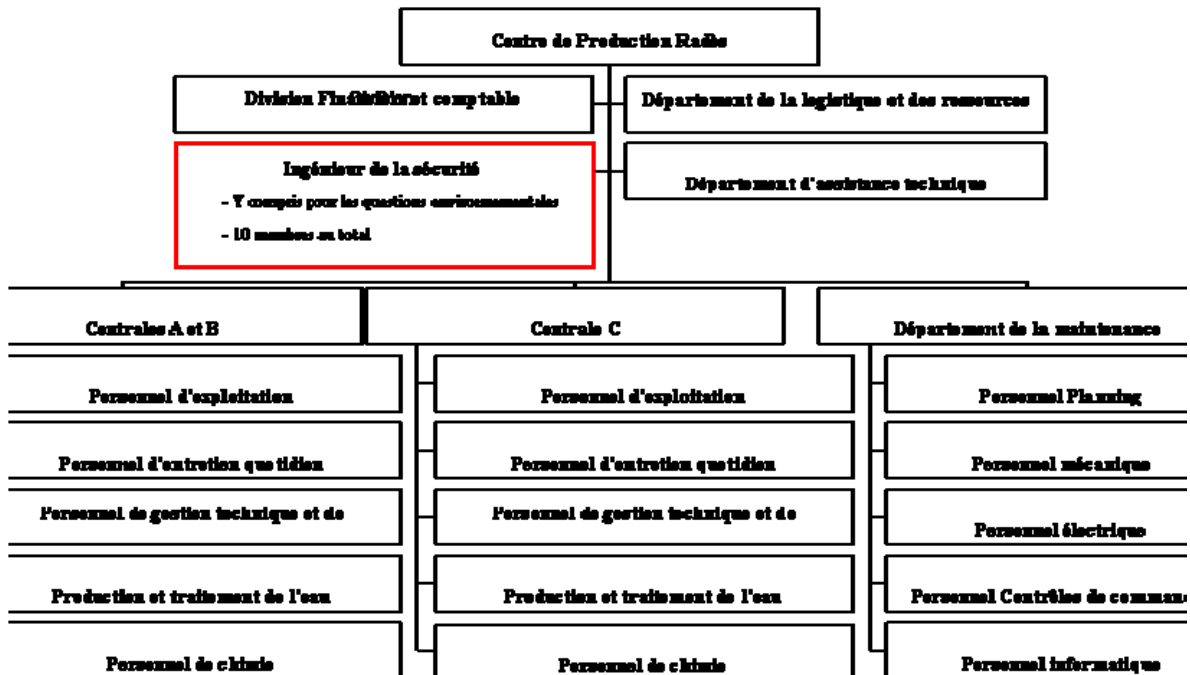 Centre de Production Radès
Division et comptable
Département de la logistique et des ressources
Ingénieur de la sécurité
- Y compris pour les questions environnementales
- 10 membres au total
Département d'assistance technique
Centrales A et B
Centrale C
Département de la maintenance
Personnel d'exploitation
Personnel d'exploitation
Personnel Planning
Personnel d'entretien quotidien
Personnel d'entretien quotidien
Personnel mécanique
Personnel de gestion technique et de
Personnel de gestion technique et de
Personnel électrique
Production et traitement de l'eau
Production et traitement de l'eau
Personnel Contrôles de comman
Personnel de chimie
Personnel de chimie
Personnel informatique